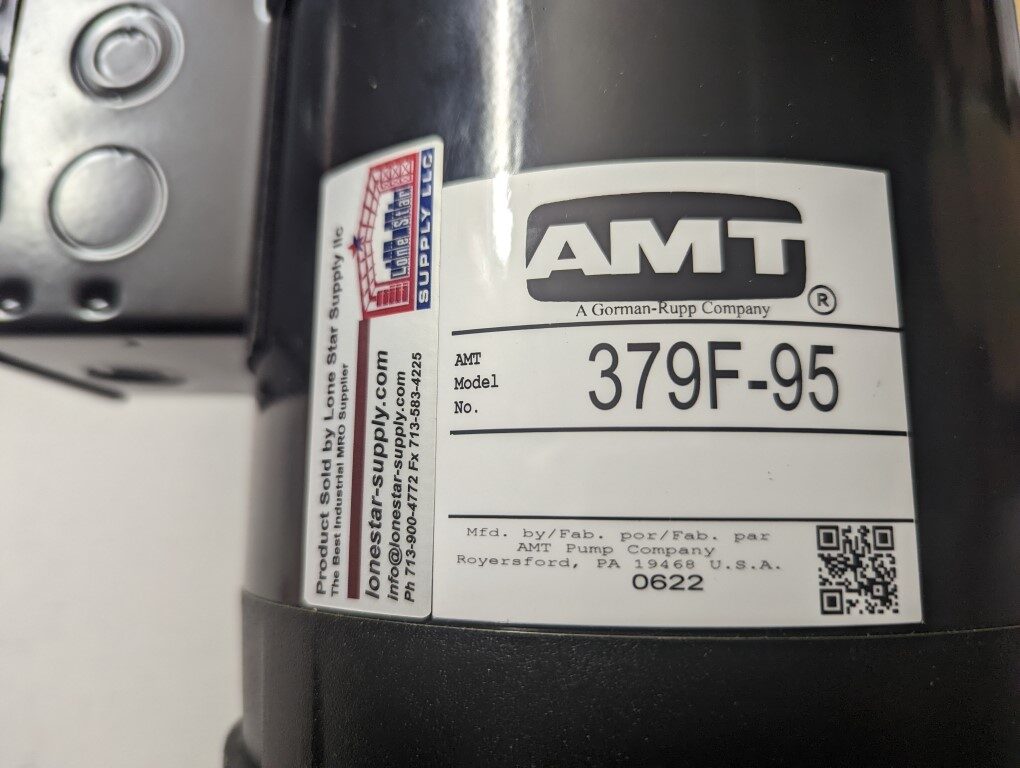 Product Sold by Lone Star Supply llc
The Best Industrial MRO Supplier
Lone Star
SUPPLY LLC
lonestar-supply.com
info@lonestar-supply.com
Ph 713-900-4772 Fx 713-583-4225
AMT®
A Gorman-Rupp Company
AMT
Model
No.
379F-95
Mfd. by/Fab. por/Fab. par
AMT Pump Company
Royersford, PA 19468 U.S.A.
0622